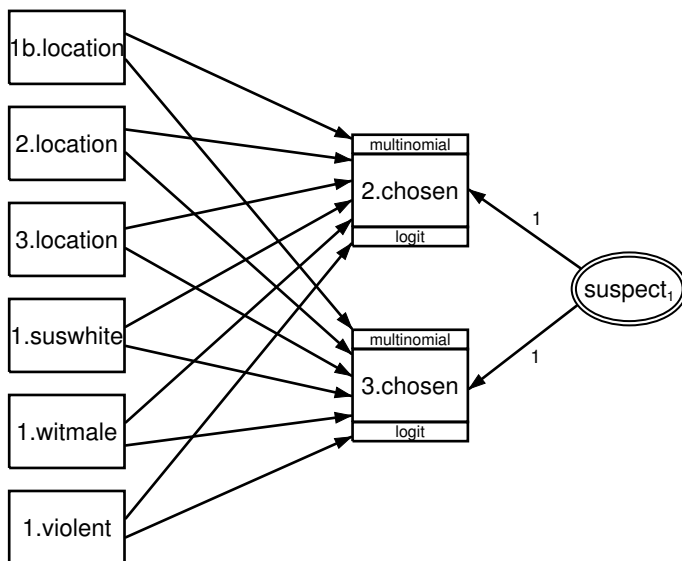 1b.location
2.location
3.location
1.suswhite
1.witmale
1.violent
multinomial
2.chosen
logit
multinomial
3.chosen
logit
1
1
suspect₁